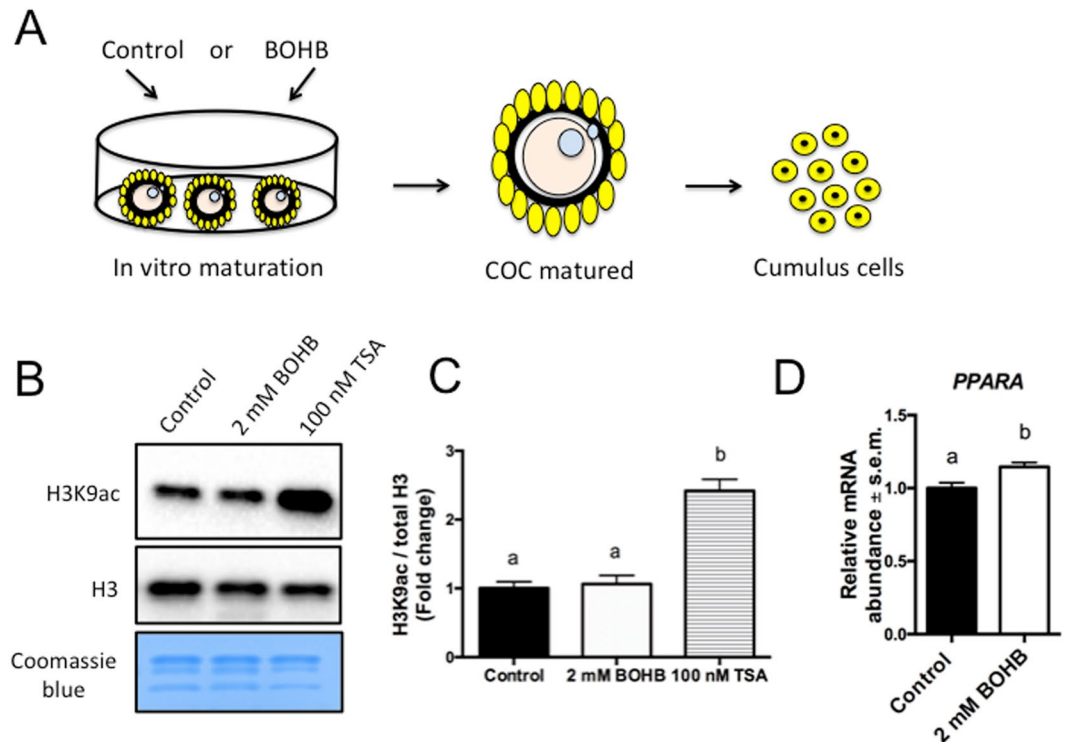 A
Control or BOHB
In vitro maturation
COC matured
Cumulus cells
B
Control
2 mM BOHB
100 nM TSA
H3K9ac
H3
Coomassie
blue
C
H3K9ac / total H3
(Fold change)
3
2
1
0
a
a
b
Control
2 mM BOHB
100 nM TSA
D
PPARA
Relative mRNA
abundance ± s.e.m.
1.5
1.0
0.5
0.0
a
b
Control
2 mM BOHB